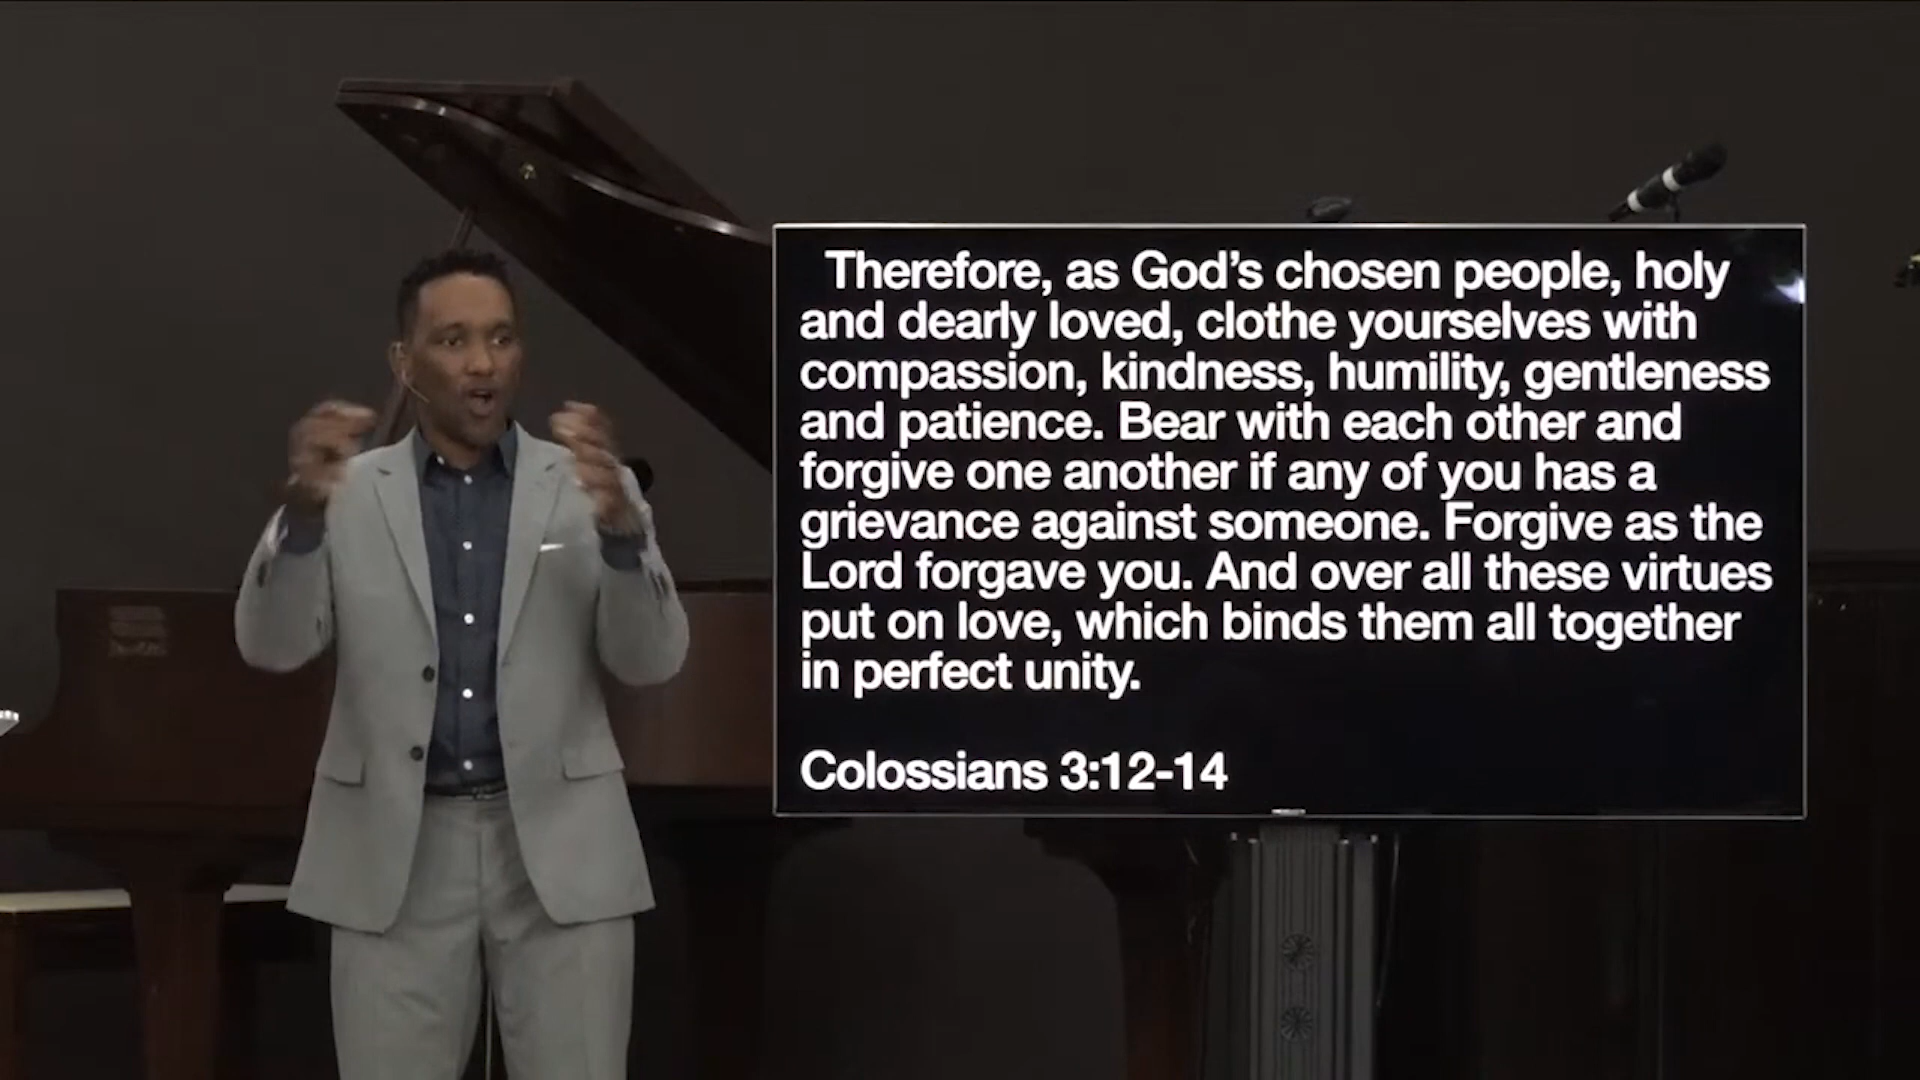 Therefore, as God’s chosen people, holy
and dearly loved, clothe yourselves with
compassion, kindness, humility, gentleness
and patience. Bear with each other and
forgive one another if any of you has a
grievance against someone. Forgive as the
Lord forgave you. And over all these virtues
put on love, which binds them all together
in perfect unity.
Colossians 3:12-14